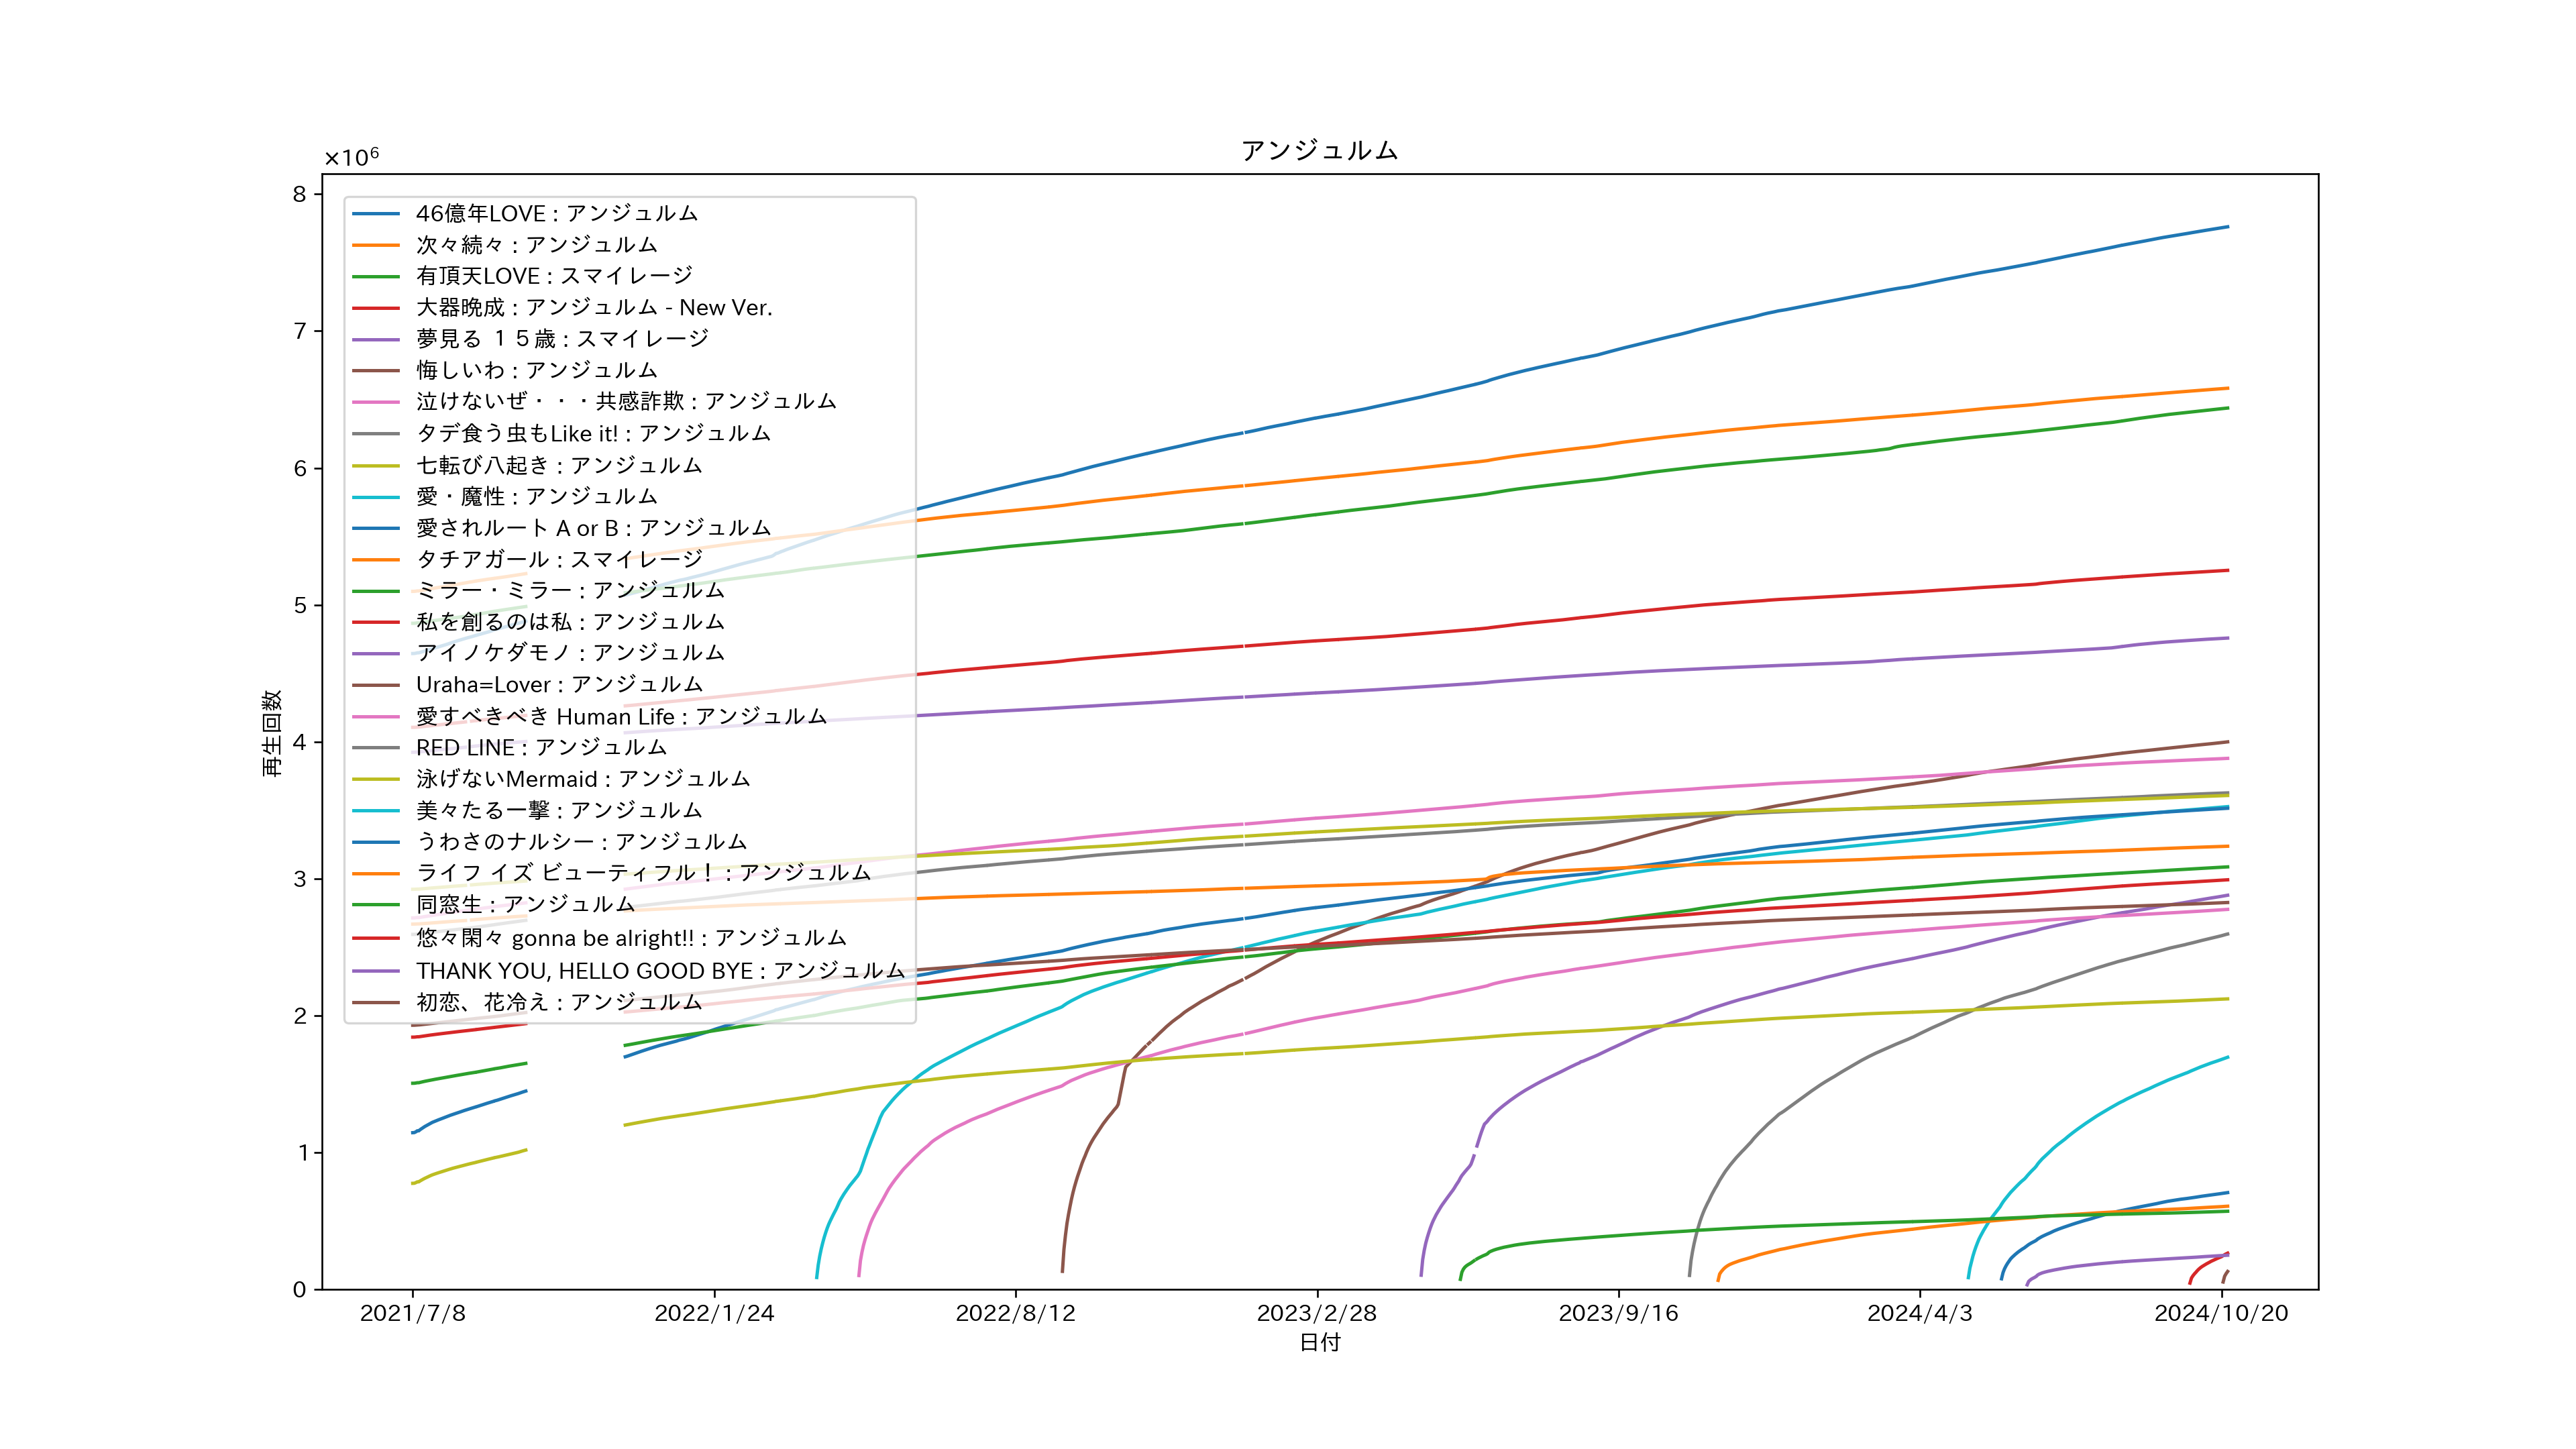 アンジュルム
×10⁶
8
7
6
5
4
3
2
1
0
再生回数
46億年LOVE : アンジュルム
次々続々 : アンジュルム
有頂天LOVE : スマイレージ
大器晩成 : アンジュルム - New Ver.
夢見る １５歳 : スマイレージ
悔しいわ : アンジュルム
泣けないぜ・・・共感詐欺 : アンジュルム
タデ食う虫もLike it! : アンジュルム
七転び八起き : アンジュルム
愛・魔性 : アンジュルム
愛されルート A or B : アンジュルム
タチアガール : スマイレージ
ミラー・ミラー : アンジュルム
私を創るのは私 : アンジュルム
アイノケダモノ : アンジュルム
Uraha=Lover : アンジュルム
愛すべきべき Human Life : アンジュルム
RED LINE : アンジュルム
泳げないMermaid : アンジュルム
美々たる一撃 : アンジュルム
うわさのナルシー : アンジュルム
ライフ イズ ビューティフル！ : アンジュルム
同窓生 : アンジュルム
悠々閑々 gonna be alright!! : アンジュルム
THANK YOU, HELLO GOOD BYE : アンジュルム
初恋、花冷え : アンジュルム
2021/7/8 2022/1/24 2022/8/12 2023/2/28 2023/9/16 2024/4/3 2024/10/20
日付